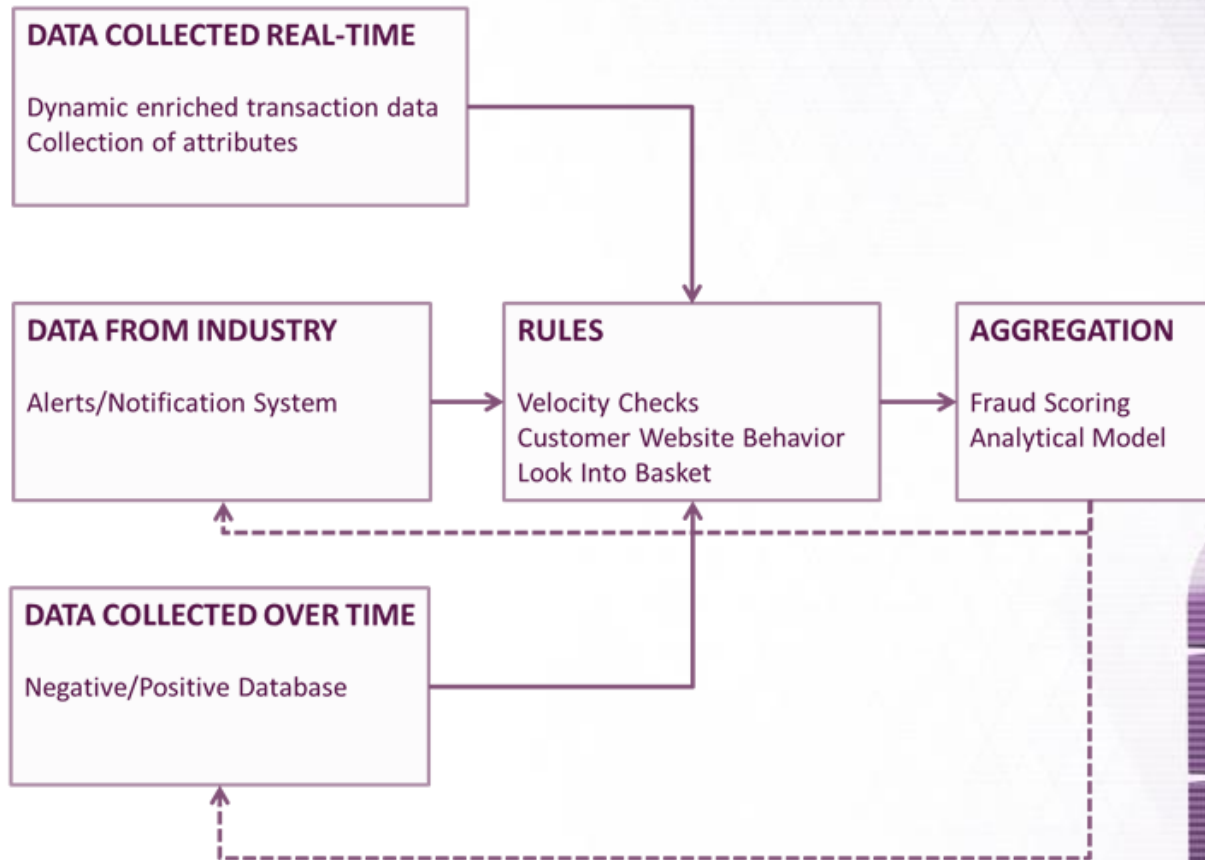 DATA COLLECTED REAL-TIME
Dynamic enriched transaction data
Collection of attributes
DATA FROM INDUSTRY
Alerts/Notification System
RULES
Velocity Checks
Customer Website Behavior
Look Into Basket
AGGREGATION
Fraud Scoring
Analytical Model
DATA COLLECTED OVER TIME
Negative/Positive Database